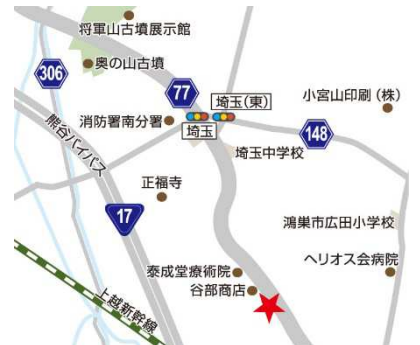 将軍山古墳展示館
奥の山古墳
306
77
埼玉(東)
小宮山印刷(株)
消防署南分署
埼玉
148
熊谷バイパス
埼玉中学校
正福寺
17
鴻巣市広田小学校
ヘリオス会病院
泰成堂療術院
谷部商店
上越新幹線